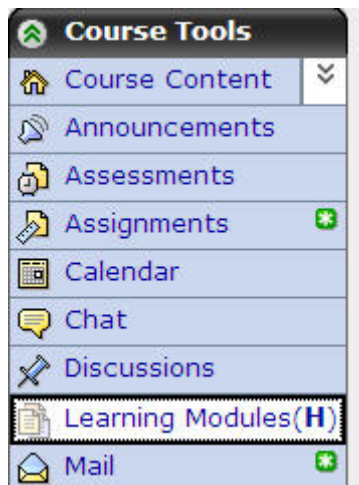 Course Tools
Course Content
Announcements
Assessments
Assignments
Calendar
Chat
Discussions
Learning Modules(H)
Mail